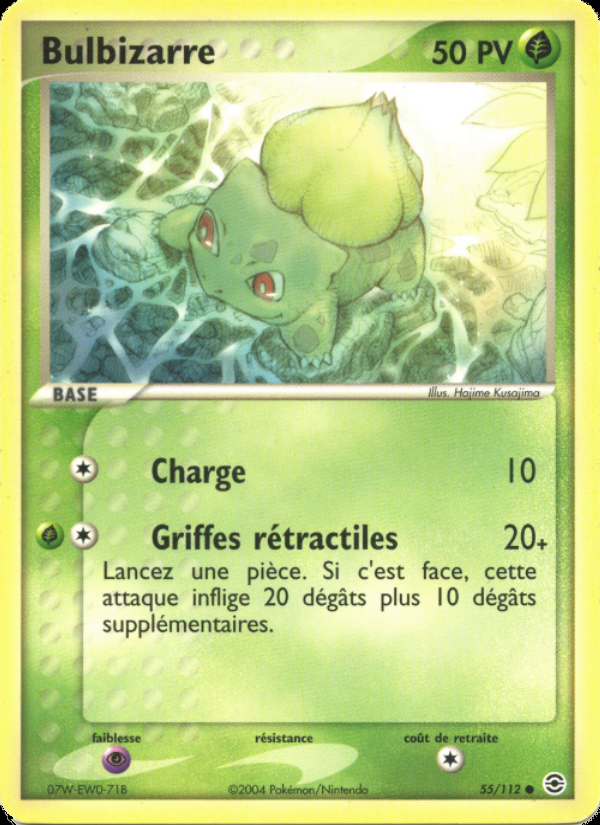 Bulbizarre 50 PV
Illus. Hajime Kusajima
BASE
Charge 10
Griffes rétractiles 20+
Lancez une pièce. Si c'est face, cette
attaque inflige 20 dégâts plus 10 dégâts
supplémentaires.
faiblesse résistance coût de retraite
07W-EW0-71B ©2004 Pokémon/Nintendo 55/112